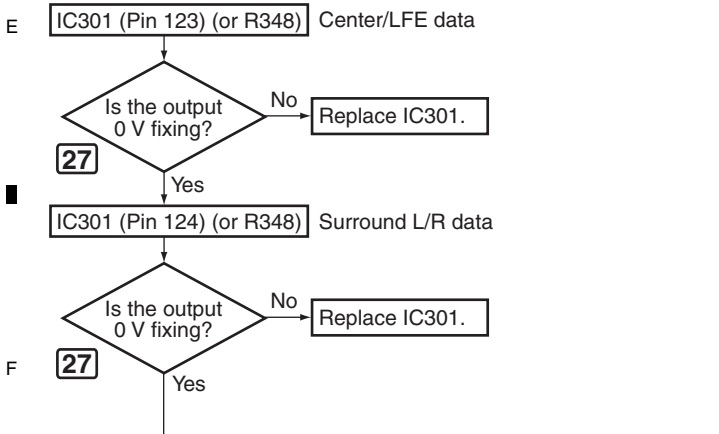 E
IC301 (Pin 123) (or R348) Center/LFE data
Is the output
0 V fixing?
No
Replace IC301.
27
Yes
IC301 (Pin 124) (or R348) Surround L/R data
Is the output
0 V fixing?
No
Replace IC301.
F
27
Yes